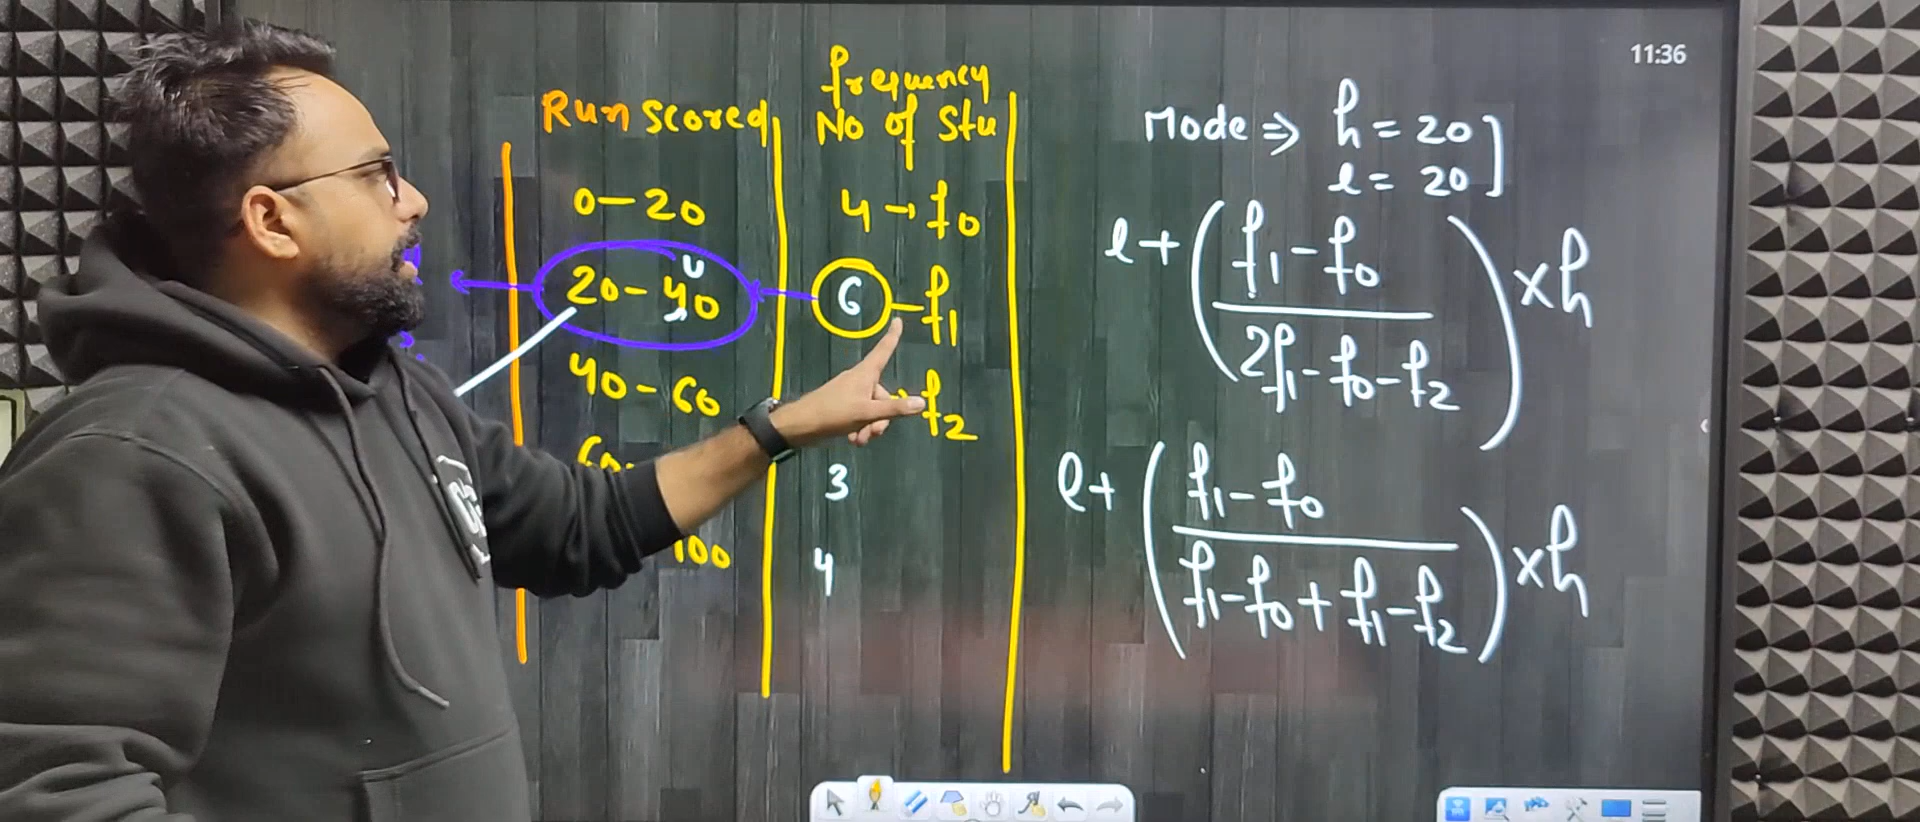 11:36
Run scored
frequency
No of Stu
0-20
4 → f0
20-40
u
l
6 - f1
40-60
f2
60
3
100
4
Mode ⇒ h = 20
l = 20
l + ( f1 - f0 / 2f1 - f0 - f2 ) × h
l + ( f1 - f0 / f1 - f0 + f1 - f2 ) × h